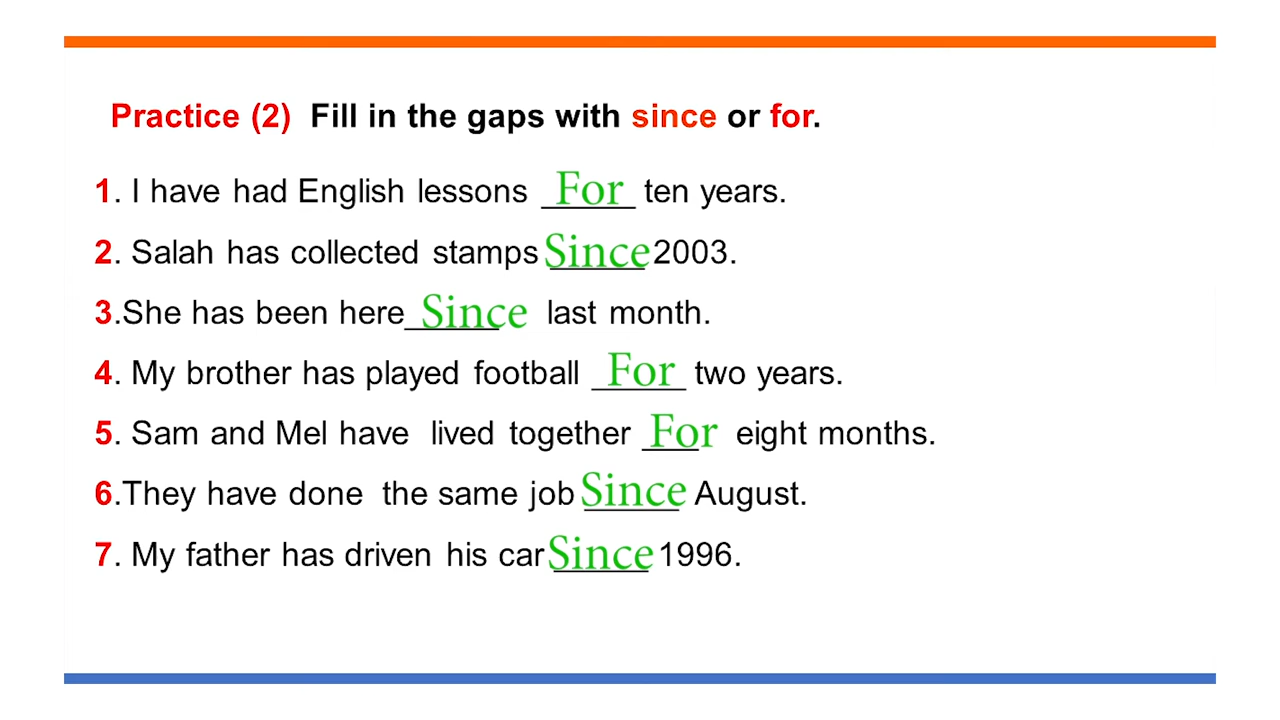 Practice (2) Fill in the gaps with since or for.
1. I have had English lessons For ten years.
2. Salah has collected stamps Since 2003.
3.She has been here Since last month.
4. My brother has played football For two years.
5. Sam and Mel have lived together For eight months.
6.They have done the same job Since August.
7. My father has driven his car Since 1996.